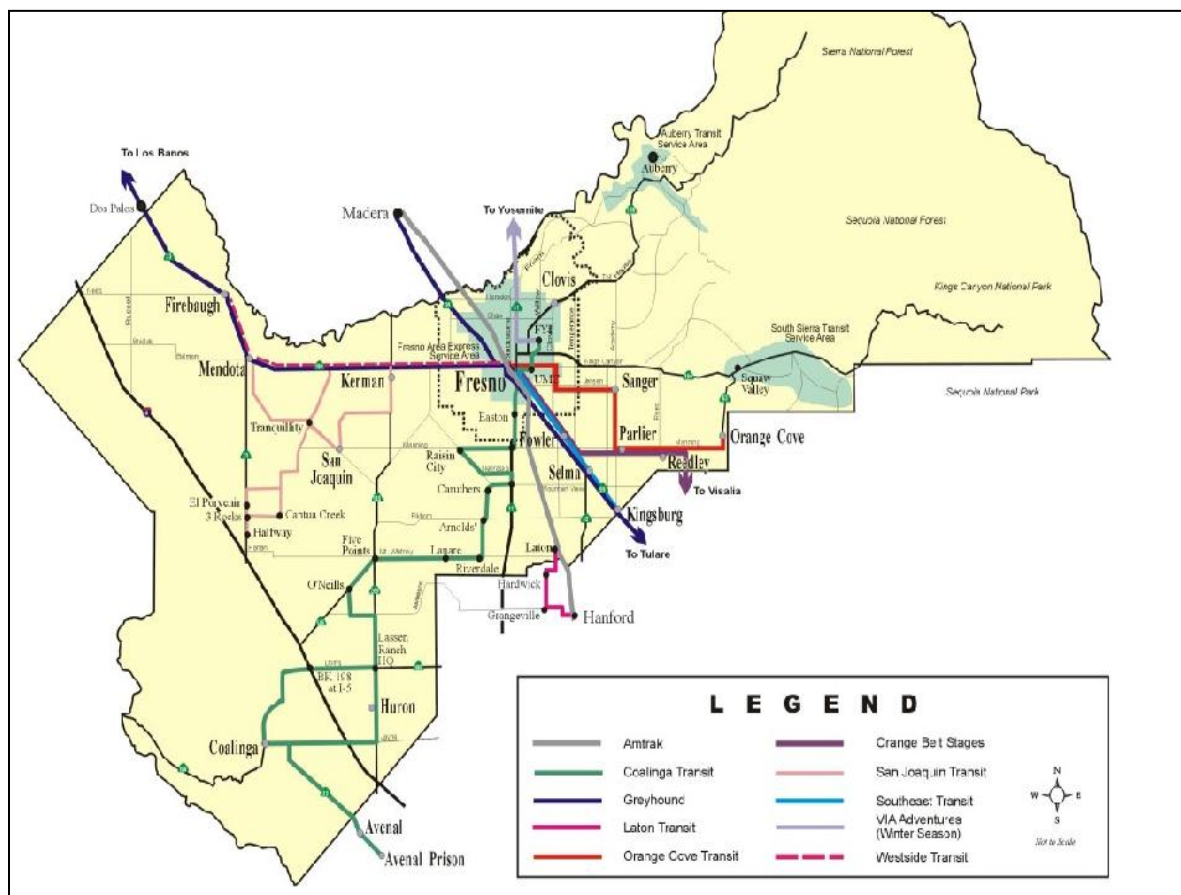 Sierra National Forest
Auberry Transit
Service Area
Auberry
To Los Banos
Dos Palos
Madera
To Yosemite
Sequoia National Forest
Clovis
Kings Canyon National Park
Firebaugh
South Sierra Transit
Service Area
Fresno Area Express
Service Area
Mendota
Kerman
Fresno
UMC
Sanger
Squaw
Valley
Sequoia National Park
Easton
Tranquillity
Fowler
Parlier
Orange Cove
San
Joaquin
Raisin
City
Selma
Reedley
Caruthers
To Visalia
El Porvenir
3 Rocks
Cantua Creek
Kingsburg
Halfway
Arnolds'
Five
Points
Lanare
Riverdale
Laton
To Tulare
O'Neills
Hardwick
Grangeville
Hanford
Lasser
Ranch
HQ
198
at I-5
Huron
Coalinga
Avenal
Avenal Prison
LEGEND
Amtrak
Orange Belt Stages
Coalinga Transit
San Joaquin Transit
Greyhound
Southeast Transit
Laton Transit
VIA Adventures
(Winter Season)
Orange Cove Transit
Westside Transit
N
W E
S
Not to Scale